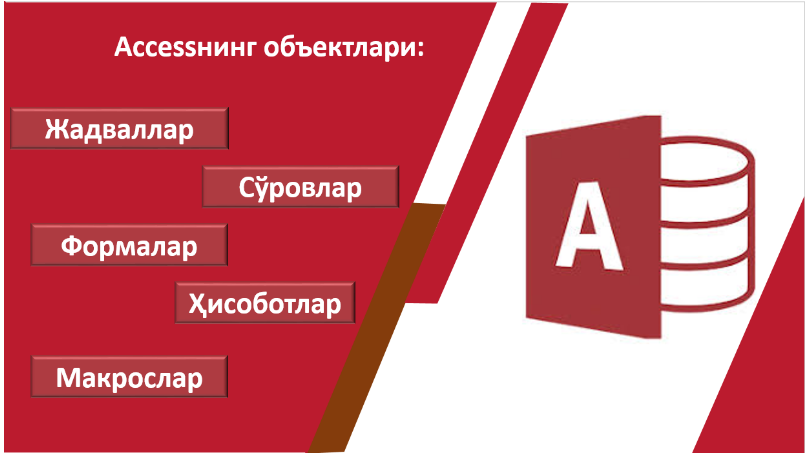 Accessнинг объектлари:
Жадваллар
Сўровлар
Формалар
Ҳисоботлар
Макрослар
A